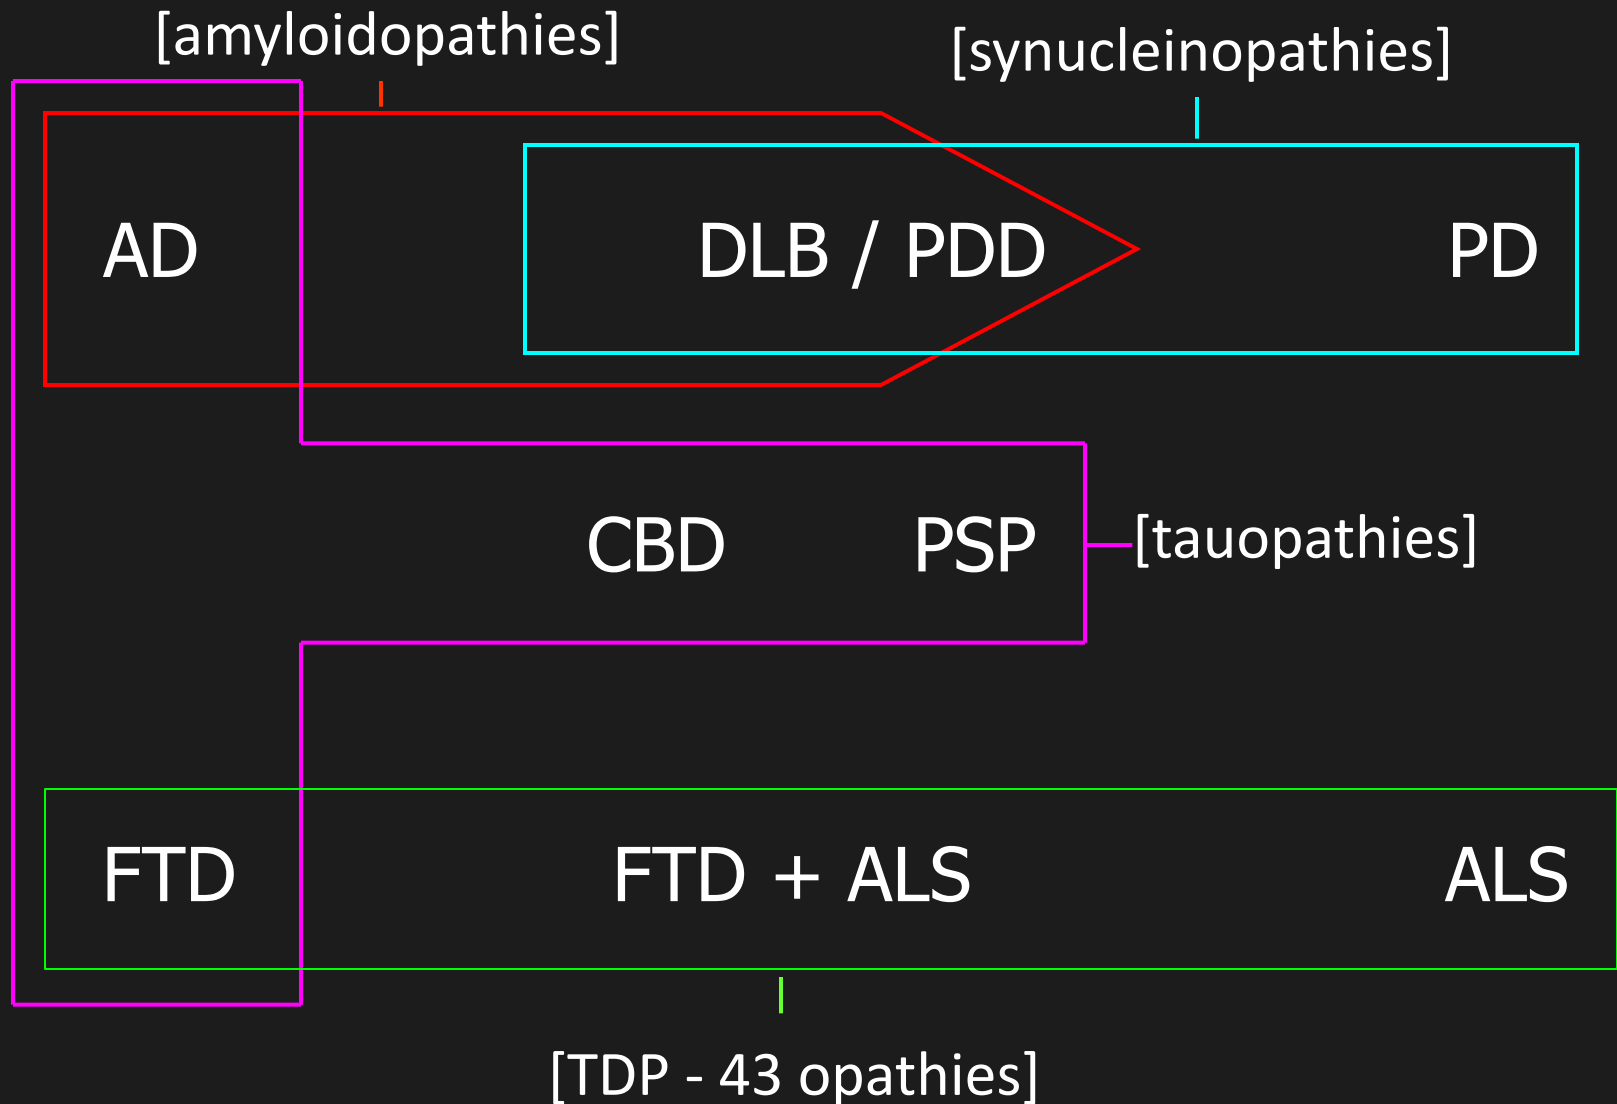 [amyloidopathies]
[synucleinopathies]
AD
DLB / PDD
PD
CBD
PSP
[tauopathies]
FTD
FTD + ALS
ALS
[TDP - 43 opathies]